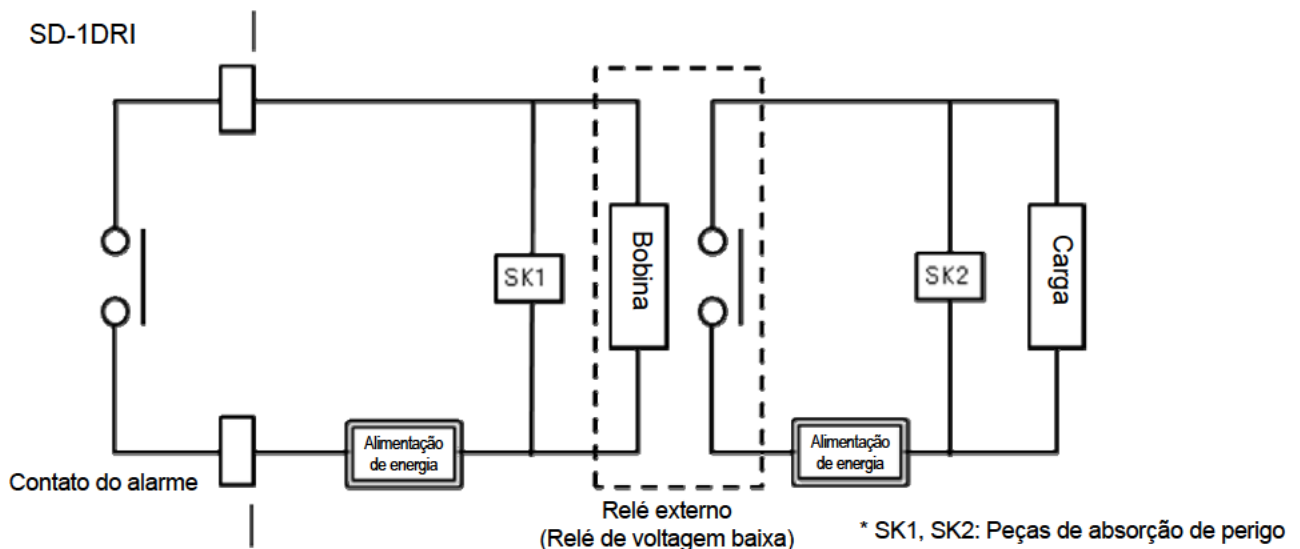 SD-1DRI
SK1
Bobina
SK2
Carga
Alimentação
de energia
Alimentação
de energia
Contato do alarme
Relé externo
(Relé de voltagem baixa)
* SK1, SK2: Peças de absorção de perigo